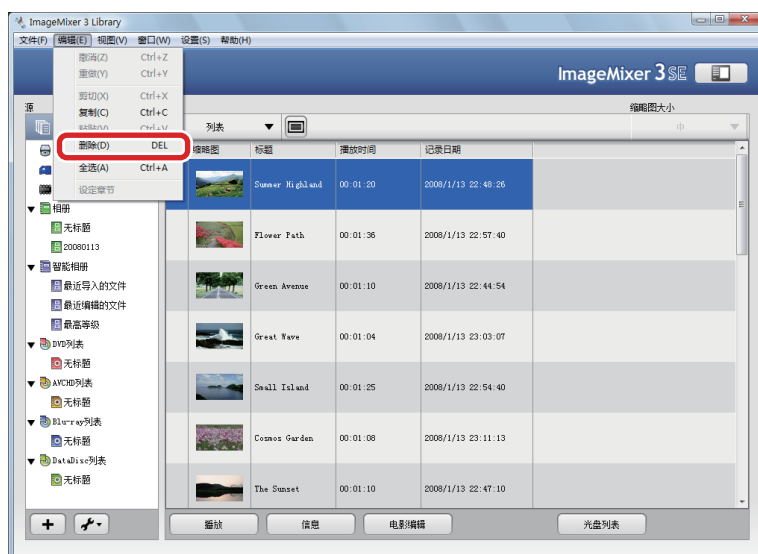 ImageMixer 3 Library
文件(F) 编辑(E) 视图(V) 窗口(W) 设置(S) 帮助(H)
撤消(Z) Ctrl+Z
重做(Y) Ctrl+Y
剪切(X) Ctrl+X
复制(C) Ctrl+C
粘贴(V) Ctrl+V
删除(D) DEL
全选(A) Ctrl+A
设定章节
ImageMixer 3 SE
源
缩略图大小
列表
中
缩略图 标题 播放时间 记录日期
Summer Highland 00:01:20 2008/1/13 22:48:26
Flower Path 00:01:36 2008/1/13 22:57:40
Green Avenue 00:01:10 2008/1/13 22:44:54
Great Wave 00:01:04 2008/1/13 23:03:07
Small Island 00:01:25 2008/1/13 22:54:40
Cosmos Garden 00:01:08 2008/1/13 23:11:13
The Sunset 00:01:10 2008/1/13 22:47:10
相册
无标题
20080113
智能相册
最近导入的文件
最近编辑的文件
最高等级
DVD列表
无标题
AVCHD列表
无标题
Blu-ray列表
无标题
DataDisc列表
无标题
播放 信息 电影编辑 光盘列表